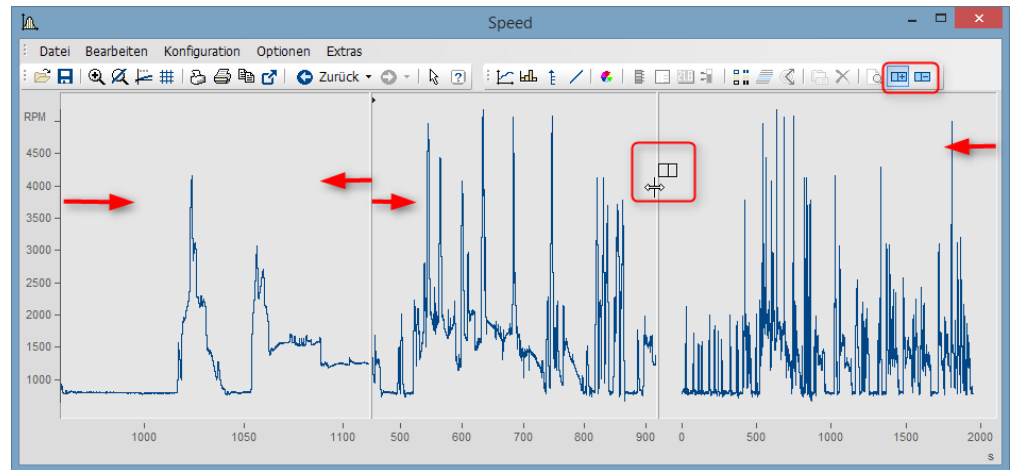 Speed
Datei Bearbeiten Konfiguration Optionen Extras
Zurück
RPM
4500
4000
3500
3000
2500
2000
1500
1000
1000 1050 1100 500 600 700 800 900 0 500 1000 1500 2000
s